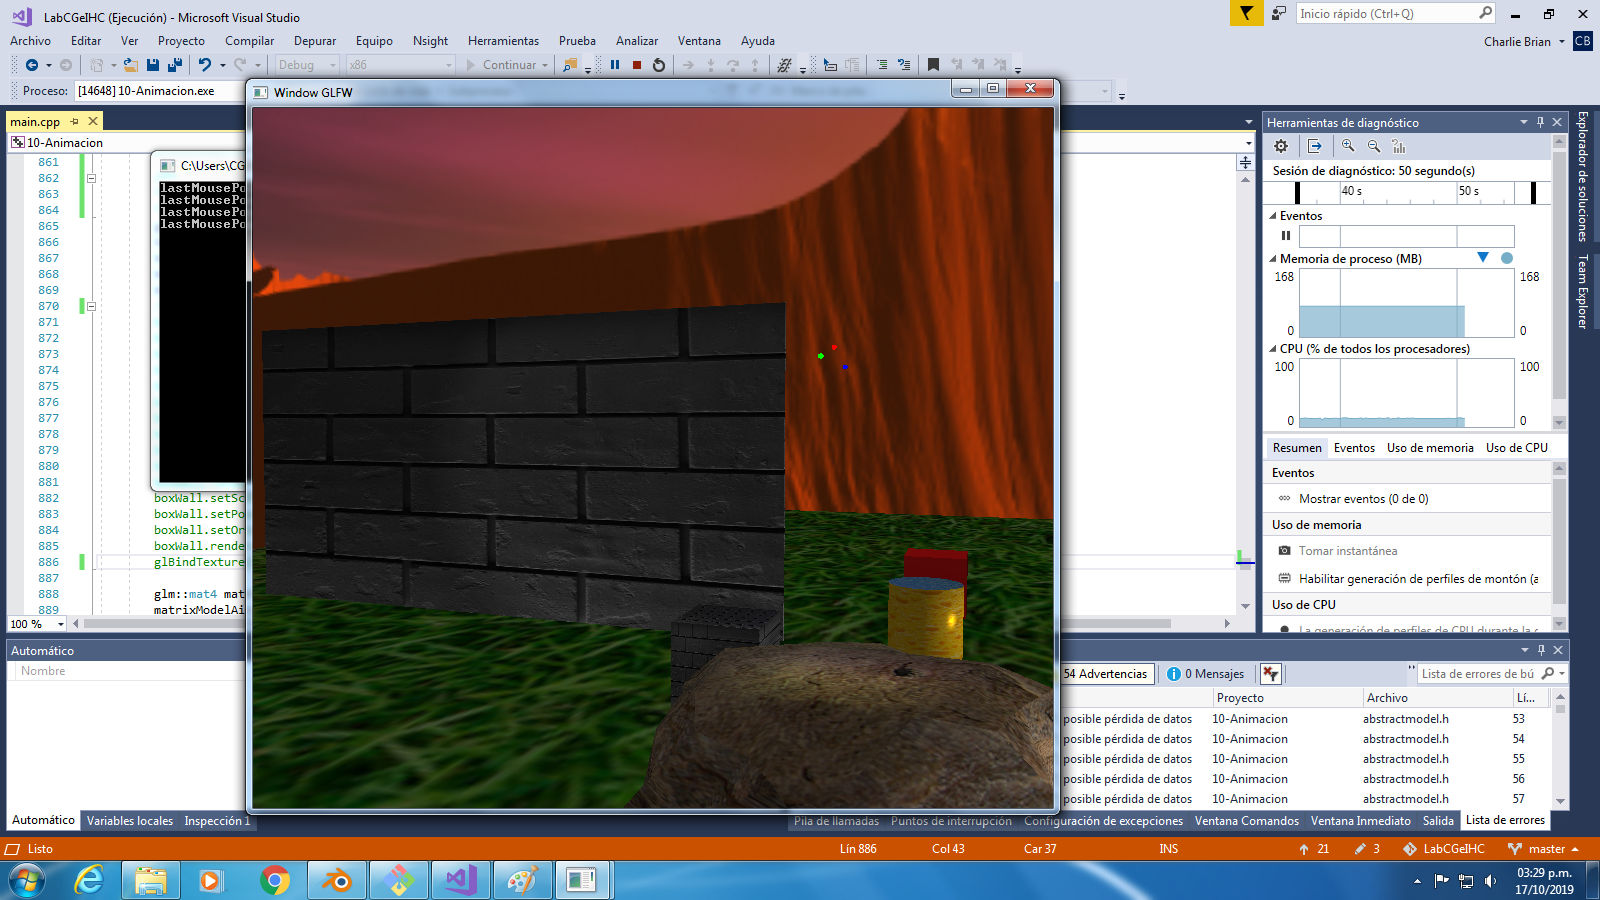 LabCGeIHC (Ejecución) - Microsoft Visual Studio
Inicio rápido (Ctrl+Q)
Archivo Editar Ver Proyecto Compilar Depurar Equipo Nsight Herramientas Prueba Analizar Ventana Ayuda
Charlie Brian CB
Debug x86 Continuar
Proceso: [14648] 10-Animacion.exe
Window GLFW
main.cpp
10-Animacion
C:\Users\CG
lastMousePo
lastMousePo
lastMousePo
lastMousePo
861
862
863
864
865
866
867
868
869
870
871
872
873
874
875
876
877
878
879
880
881
882 boxWall.setSc
883 boxWall.setPo
884 boxWall.setOr
885 boxWall.rende
886 glBindTexture
887
888 glm::mat4 mat
889 matrixModelAi
100 %
Herramientas de diagnóstico
Sesión de diagnóstico: 50 segundo(s)
40 s 50 s
Eventos
Memoria de proceso (MB)
168 168
0 0
CPU (% de todos los procesadores)
100 100
0 0
Resumen Eventos Uso de memoria Uso de CPU
Eventos
Mostrar eventos (0 de 0)
Uso de memoria
Tomar instantánea
Habilitar generación de perfiles de montón (a
Uso de CPU
La generación de perfiles de CPU durante la
Explorador de soluciones
Team Explorer
Automático
Nombre
Automático Variables locales Inspección 1
54 Advertencias 0 Mensajes Lista de errores de bú
Proyecto Archivo Lí...
posible pérdida de datos 10-Animacion abstractmodel.h 53
posible pérdida de datos 10-Animacion abstractmodel.h 54
posible pérdida de datos 10-Animacion abstractmodel.h 55
posible pérdida de datos 10-Animacion abstractmodel.h 56
posible pérdida de datos 10-Animacion abstractmodel.h 57
Pila de llamadas Puntos de interrupción Configuración de excepciones Ventana Comandos Ventana Inmediato Salida Lista de errores
Listo Lín 886 Col 43 Car 37 INS 21 3 LabCGeIHC master
03:29 p.m.
17/10/2019